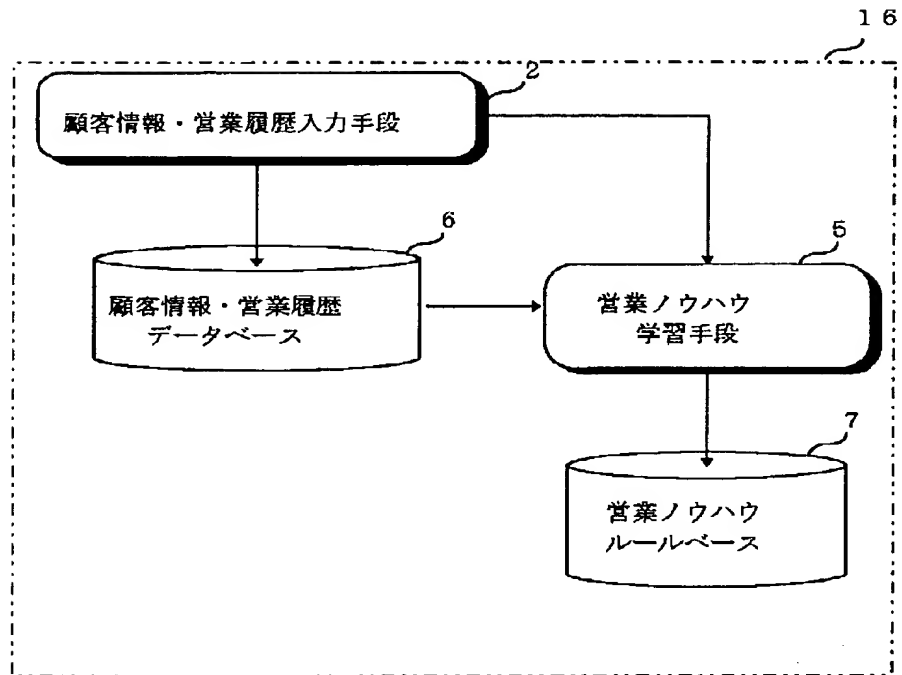 １６
2
顧客情報・営業履歴入力手段
6
顧客情報・営業履歴
データベース
5
営業ノウハウ
学習手段
7
営業ノウハウ
ルールベース